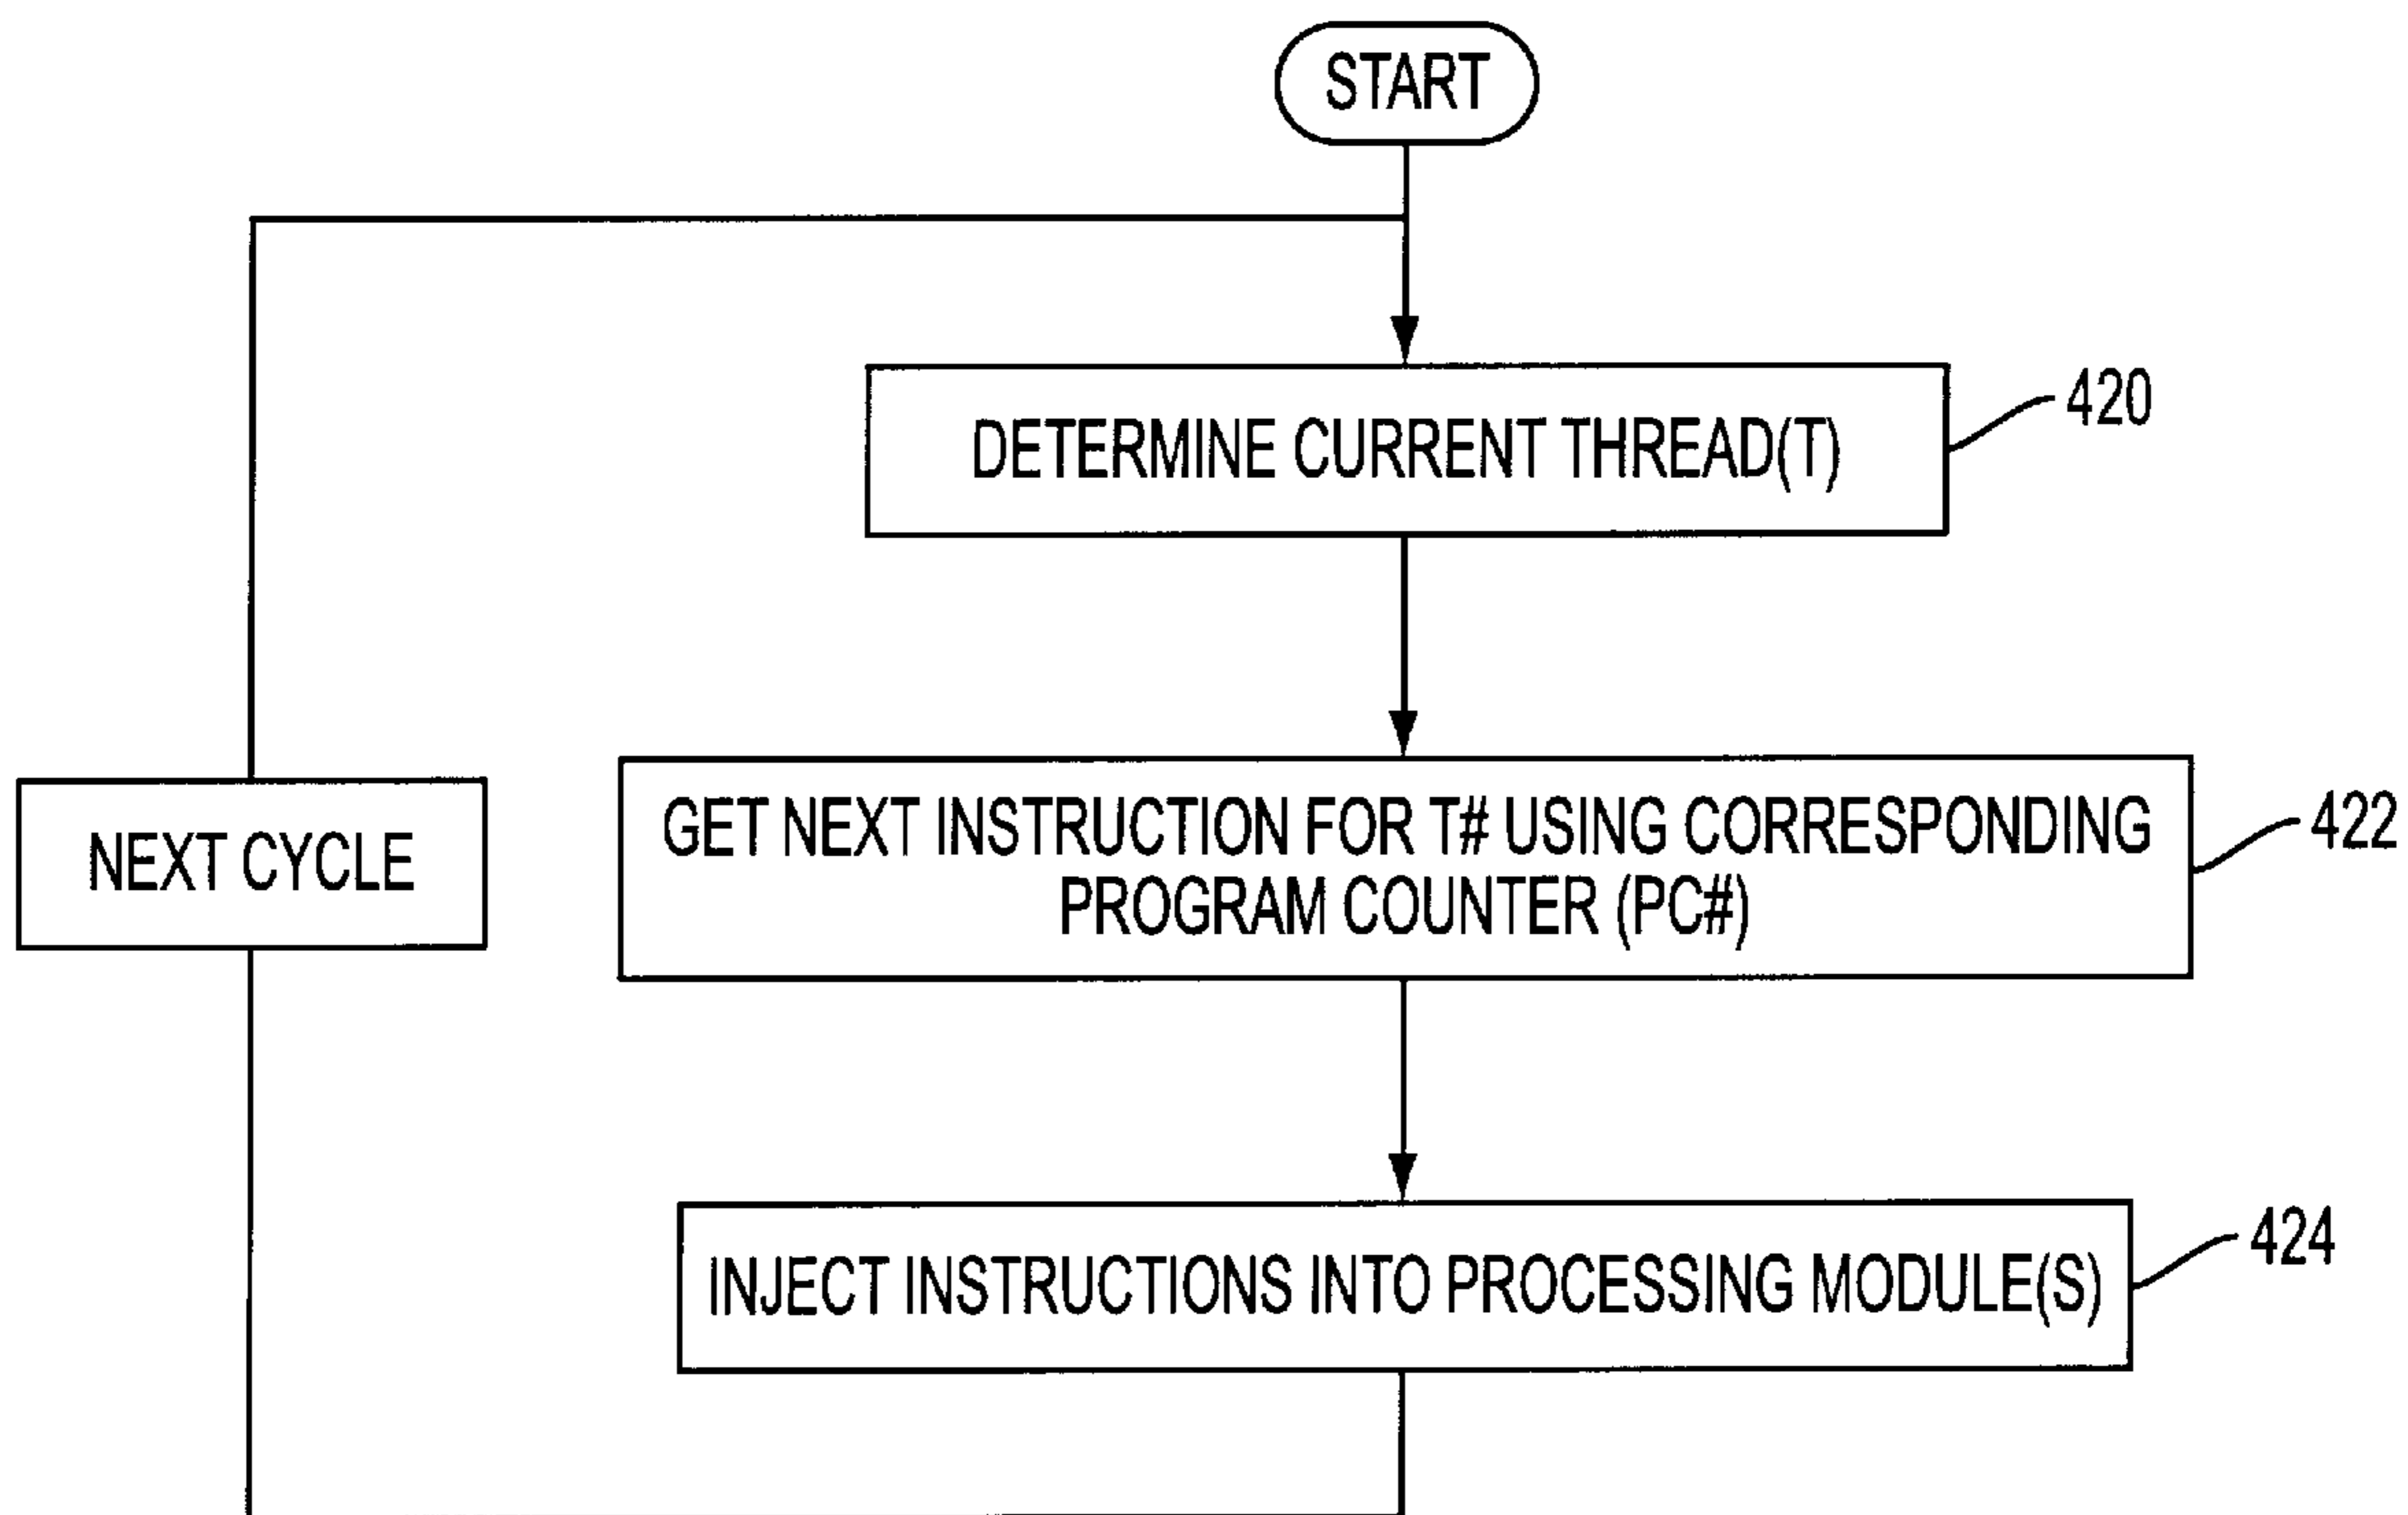 START
DETERMINE CURRENT THREAD(T)
420
GET NEXT INSTRUCTION FOR T# USING CORRESPONDING
PROGRAM COUNTER (PC#)
422
NEXT CYCLE
INJECT INSTRUCTIONS INTO PROCESSING MODULE(S)
424